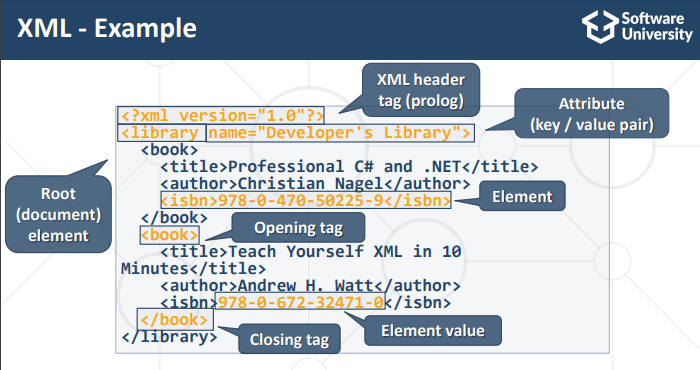 XML - Example
Software
University
XML header
tag (prolog)
Attribute
(key / value pair)
<?xml version="1.0"?>
<library name="Developer's Library">
<book>
<title>Professional C# and .NET</title>
<author>Christian Nagel</author>
<isbn>978-0-470-50225-9</isbn>
Element
Root
(document)
element
</book>
<book>
Opening tag
<title>Teach Yourself XML in 10
Minutes</title>
<author>Andrew H. Watt</author>
<isbn>978-0-672-32471-0</isbn>
</book>
Closing tag
Element value
</library>